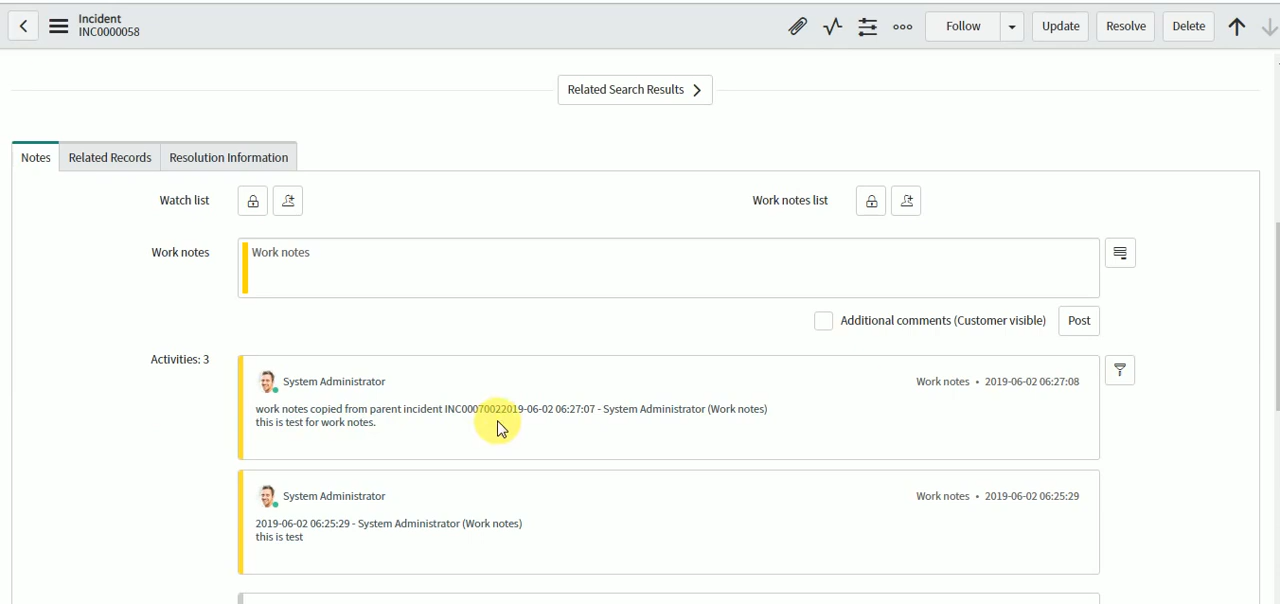 Incident
INC0000058
Follow
Update
Resolve
Delete
Related Search Results
Notes
Related Records
Resolution Information
Watch list
Work notes list
Work notes
Work notes
Additional comments (Customer visible)
Post
Activities: 3
System Administrator
Work notes • 2019-06-02 06:27:08
work notes copied from parent incident INC00070022019-06-02 06:27:07 - System Administrator (Work notes)
this is test for work notes.
System Administrator
Work notes • 2019-06-02 06:25:29
2019-06-02 06:25:29 - System Administrator (Work notes)
this is test